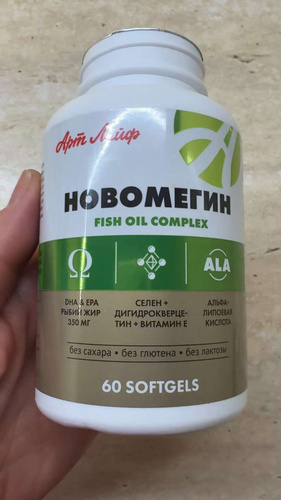 Арт Лайф
НОВОМЕГИН
FISH OIL COMPLEX
Ω
ALA
DHA & EPA
РЫБИЙ ЖИР
350 МГ
СЕЛЕН +
ДИГИДРОКВЕРЦЕ-
ТИН + ВИТАМИН Е
АЛЬФА-
ЛИПОЕВАЯ
КИСЛОТА
без сахара • без глютена • без лактозы
60 SOFTGELS